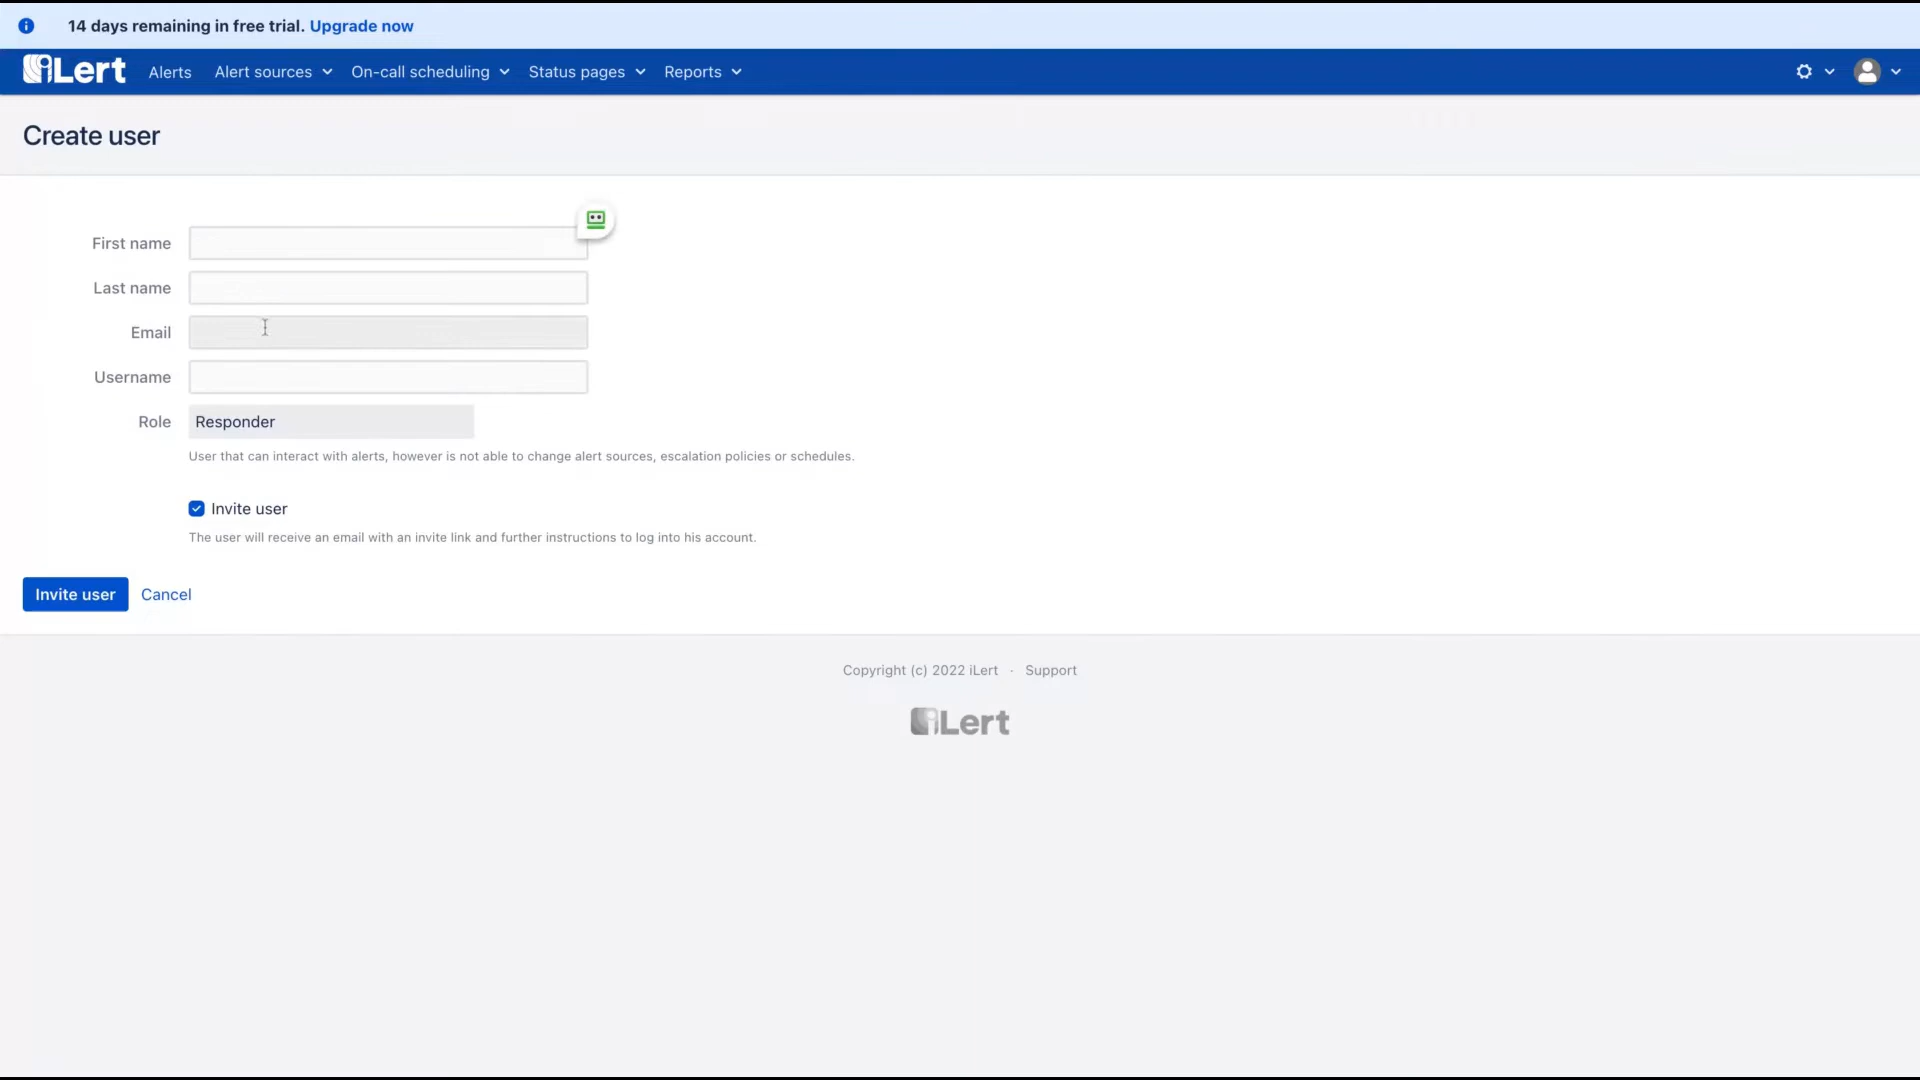 14 days remaining in free trial. Upgrade now
iLert Alerts Alert sources On-call scheduling Status pages Reports
Create user
First name
Last name
Email
Username
Role Responder
User that can interact with alerts, however is not able to change alert sources, escalation policies or schedules.
Invite user
The user will receive an email with an invite link and further instructions to log into his account.
Invite user Cancel
Copyright (c) 2022 iLert · Support
iLert